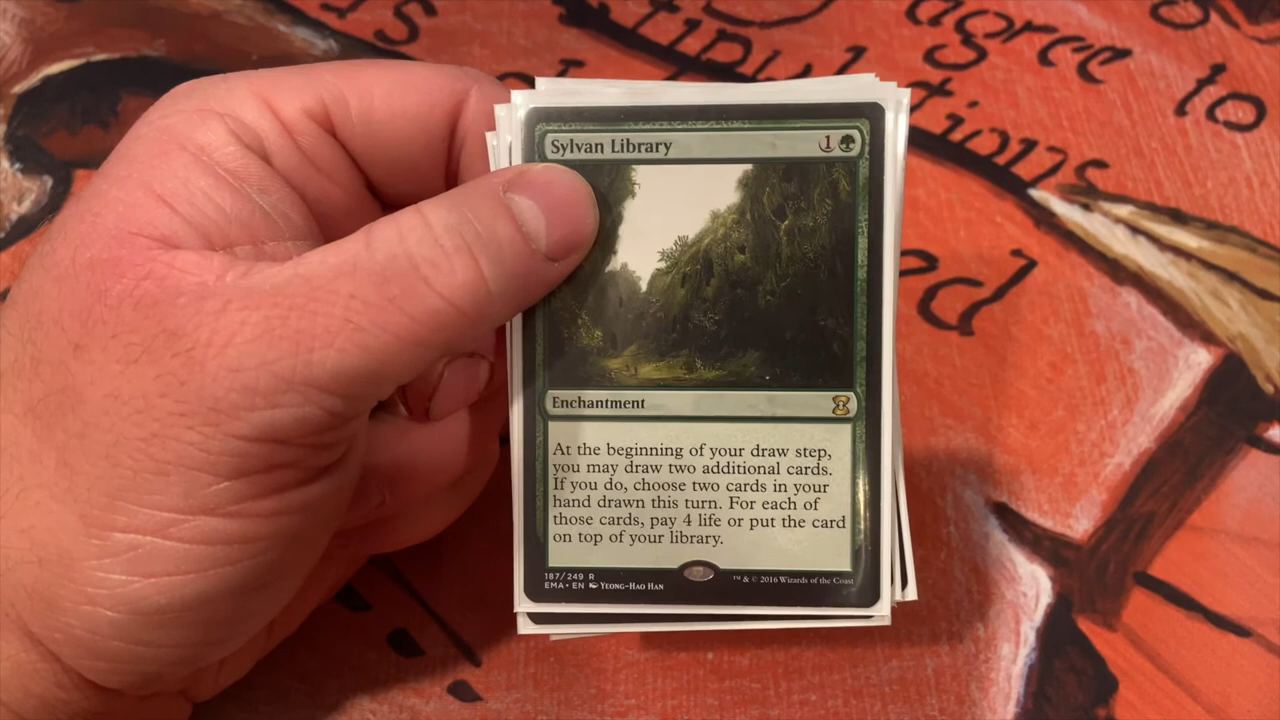 agree to
Sylvan Library 1
Enchantment
At the beginning of your draw step,
you may draw two additional cards.
If you do, choose two cards in your
hand drawn this turn. For each of
those cards, pay 4 life or put the card
on top of your library.
187/249 R
EMA • EN Yeong-Hao Han
™ & © 2016 Wizards of the Coast